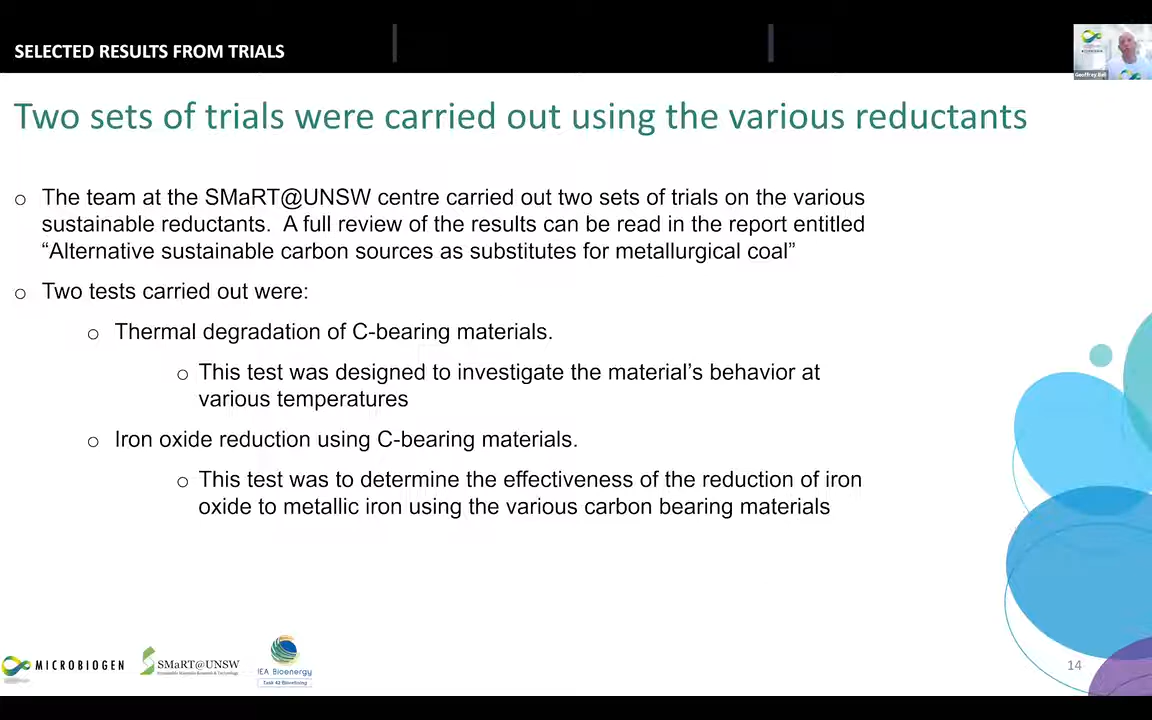 SELECTED RESULTS FROM TRIALS
Geoffrey Bell
Two sets of trials were carried out using the various reductants
o The team at the SMaRT@UNSW centre carried out two sets of trials on the various
sustainable reductants. A full review of the results can be read in the report entitled
“Alternative sustainable carbon sources as substitutes for metallurgical coal”
o Two tests carried out were:
o Thermal degradation of C-bearing materials.
o This test was designed to investigate the material’s behavior at
various temperatures
o Iron oxide reduction using C-bearing materials.
o This test was to determine the effectiveness of the reduction of iron
oxide to metallic iron using the various carbon bearing materials
MICROBIOGEN
SMaRT@UNSW
IEA Bioenergy
Task 42 Biorefining
14